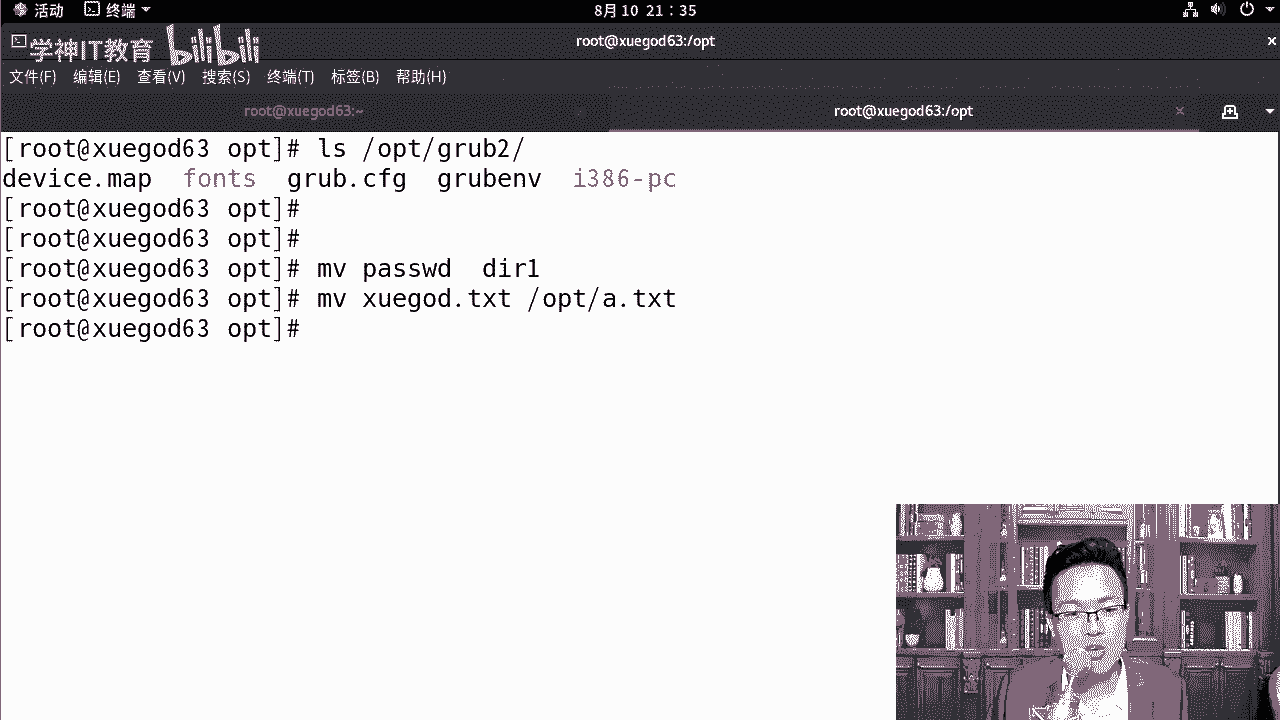 活动 终端 8月10 21：35
学神IT教育 bilibili root@xuegod63:/opt ×
文件(F) 编辑(E) 查看(V) 搜索(S) 终端(T) 标签(B) 帮助(H)
root@xuegod63:~ root@xuegod63:/opt ×
[root@xuegod63 opt]# ls /opt/grub2/
device.map fonts grub.cfg grubenv i386-pc
[root@xuegod63 opt]#
[root@xuegod63 opt]#
[root@xuegod63 opt]# mv passwd dir1
[root@xuegod63 opt]# mv xuegod.txt /opt/a.txt
[root@xuegod63 opt]#